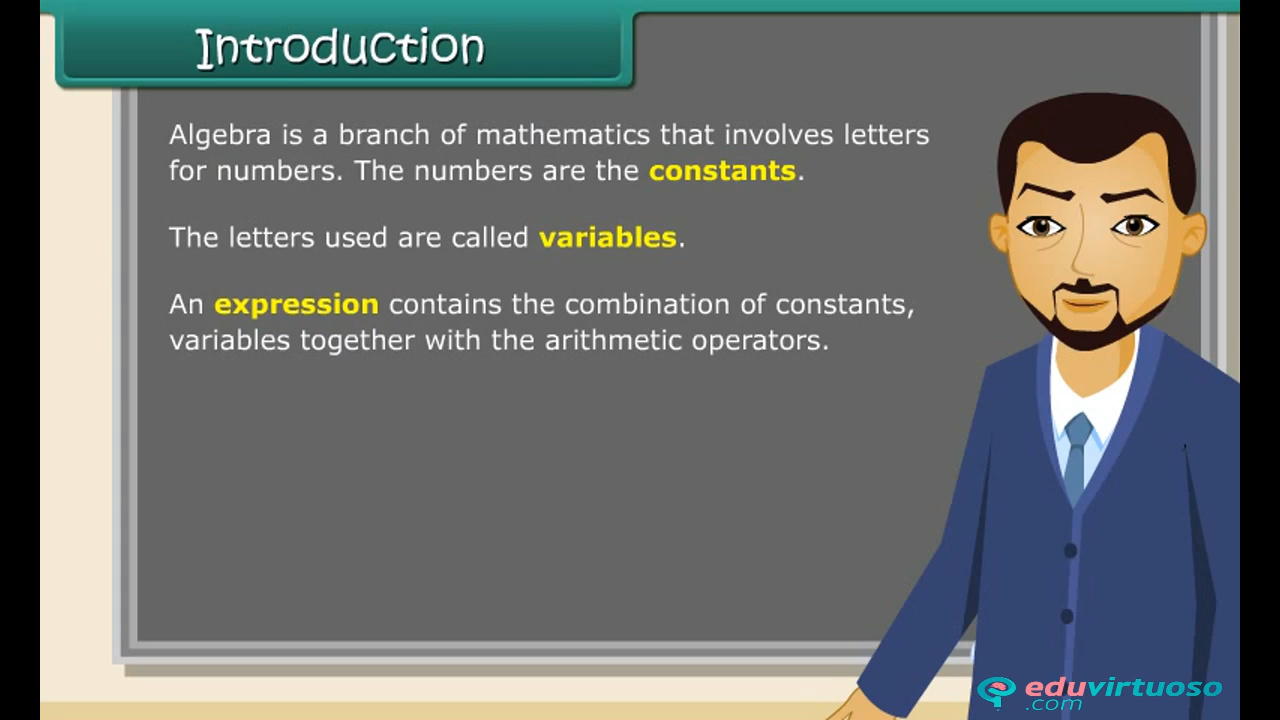 Introduction
Algebra is a branch of mathematics that involves letters
for numbers. The numbers are the constants.
The letters used are called variables.
An expression contains the combination of constants,
variables together with the arithmetic operators.
eduvirtuoso
.com